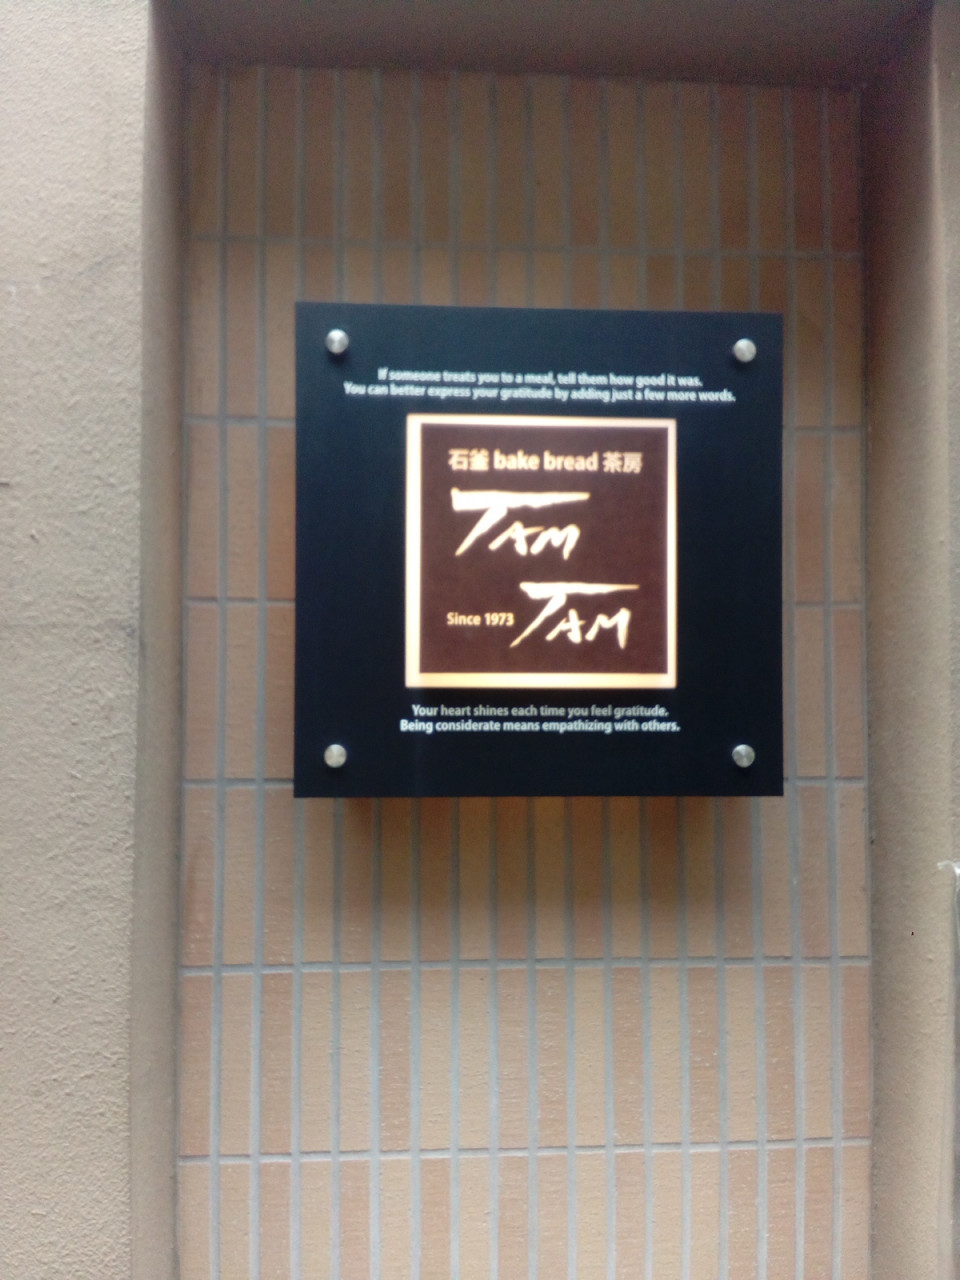 If someone treats you to a meal, tell them how good it was.
You can better express your gratitude by adding just a few more words.
石釜 bake bread 茶房
TAM
TAM
Since 1973
Your heart shines each time you feel gratitude.
Being considerate means empathizing with others.